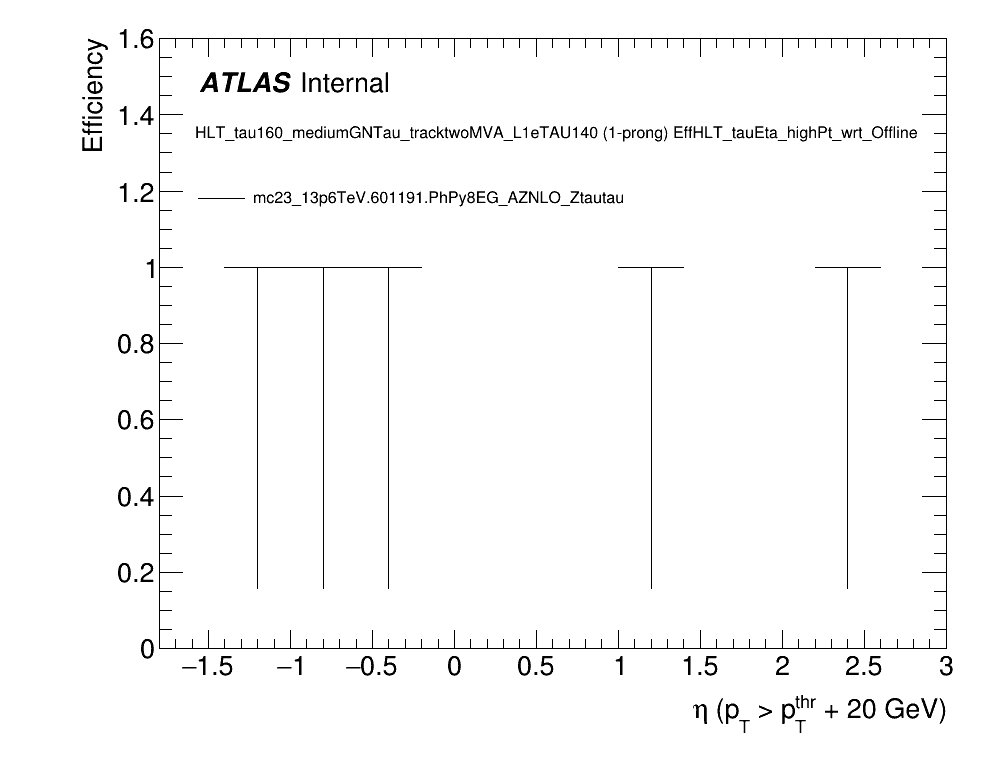 Efficiency
ATLAS Internal
HLT_tau160_mediumGNTau_tracktwoMVA_L1eTAU140 (1-prong) EffHLT_tauEta_highPt_wrt_Offline
mc23_13p6TeV.601191.PhPy8EG_AZNLO_Ztautau
1.6
1.4
1.2
1
0.8
0.6
0.4
0.2
0
−1.5 −1 −0.5 0 0.5 1 1.5 2 2.5 3
η (p_T > p_T^thr + 20 GeV)